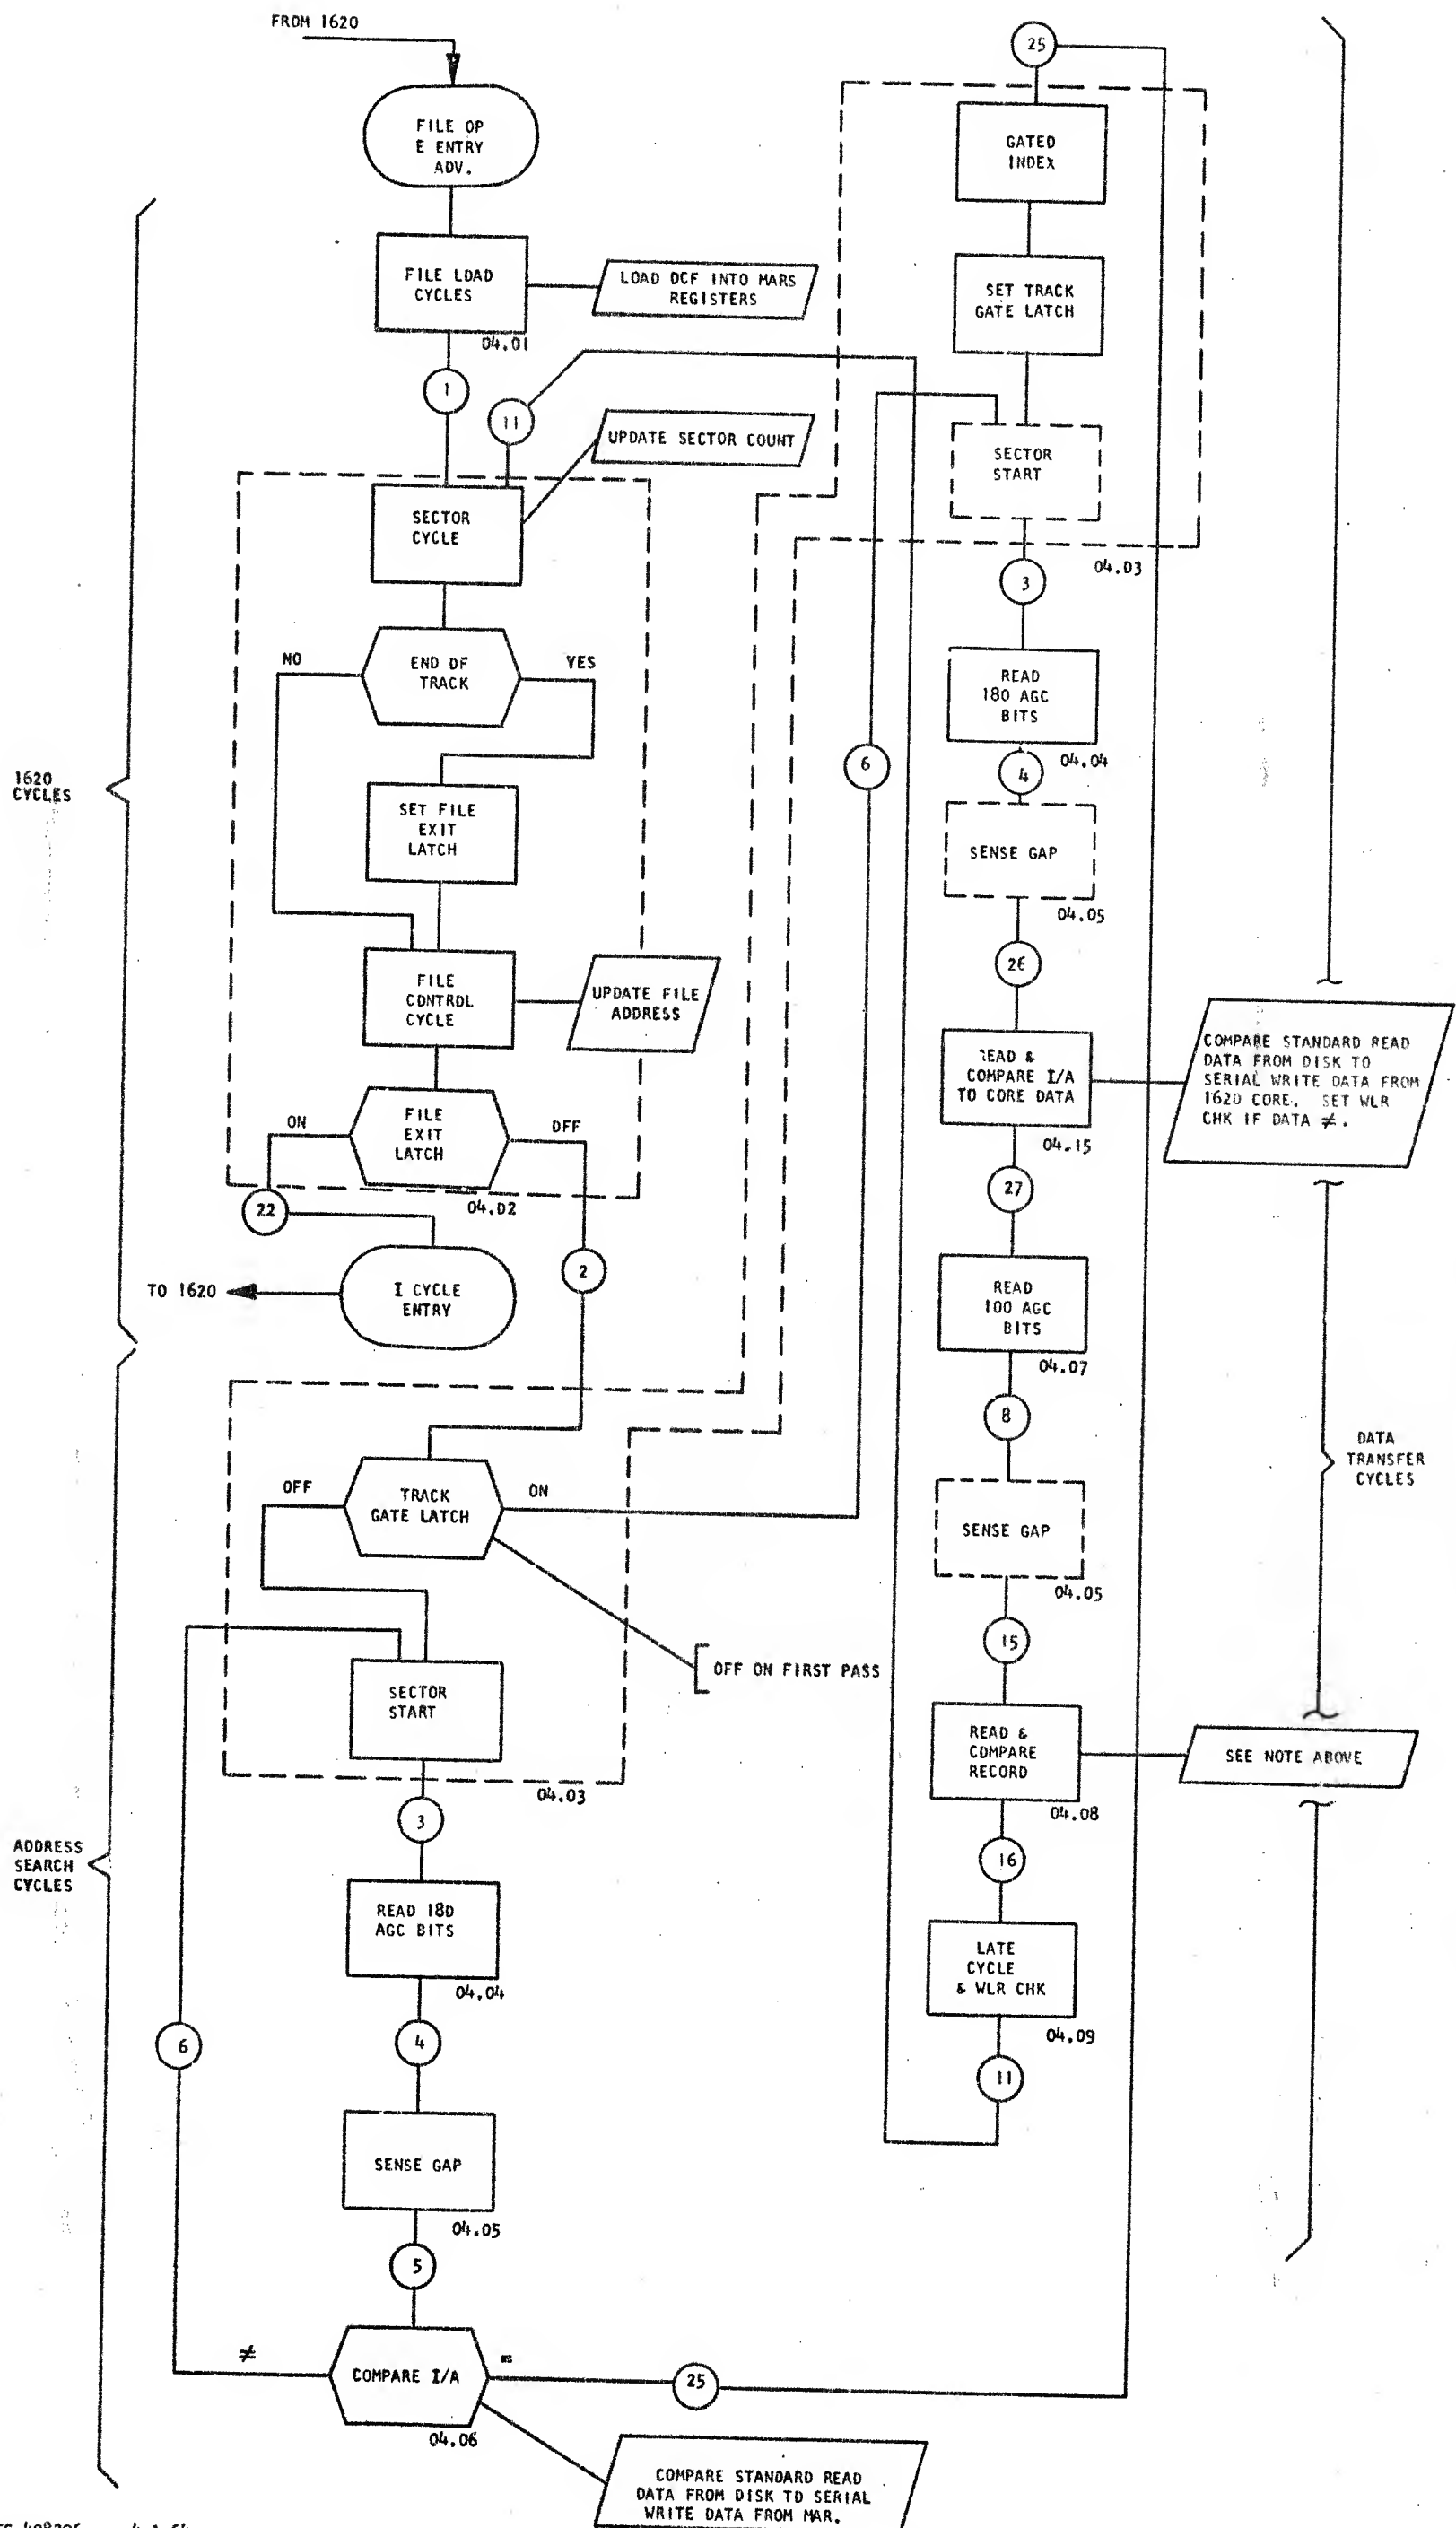 FROM 1620
FILE OP
E ENTRY
ADV.
FILE LOAD
CYCLES
04.01
LOAD DCF INTO MARS
REGISTERS
1
11
UPDATE SECTOR COUNT
SECTOR
CYCLE
END OF
TRACK
NO
YES
SET FILE
EXIT
LATCH
1620
CYCLES
FILE
CONTROL
CYCLE
UPDATE FILE
ADDRESS
FILE
EXIT
LATCH
ON
OFF
04.02
22
2
TO 1620
I CYCLE
ENTRY
TRACK
GATE LATCH
OFF
ON
OFF ON FIRST PASS
SECTOR
START
04.03
3
ADDRESS
SEARCH
CYCLES
READ 180
AGC BITS
04.04
4
6
SENSE GAP
04.05
5
COMPARE I/A
≠
=
25
04.06
COMPARE STANDARD READ
DATA FROM DISK TO SERIAL
WRITE DATA FROM MAR.
25
GATED
INDEX
SET TRACK
GATE LATCH
SECTOR
START
04.03
3
READ
180 AGC
BITS
04.04
6
4
SENSE GAP
04.05
26
READ &
COMPARE I/A
TO CORE DATA
04.15
COMPARE STANDARD READ
DATA FROM DISK TO
SERIAL WRITE DATA FROM
1620 CORE. SET WLR
CHK IF DATA ≠.
27
READ
100 AGC
BITS
04.07
8
DATA
TRANSFER
CYCLES
SENSE GAP
04.05
15
READ &
COMPARE
RECORD
04.08
SEE NOTE ABOVE
16
LATE
CYCLE
& WLR CHK
04.09
11